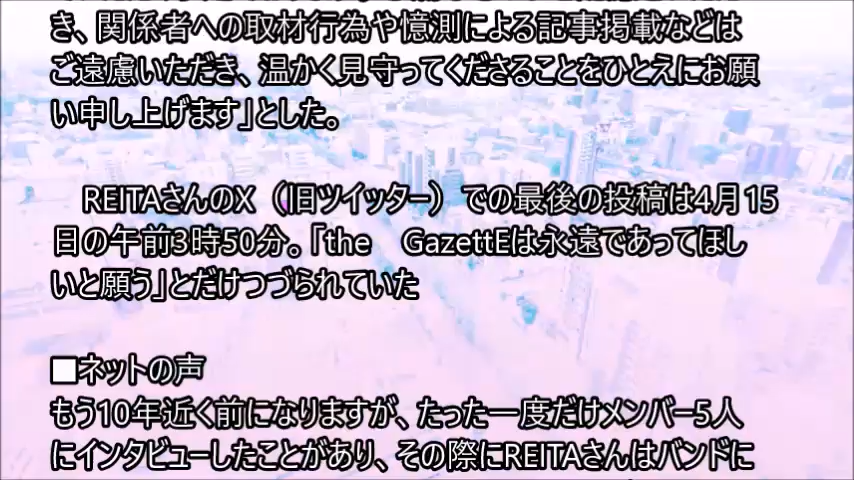 き、関係者への取材行為や憶測による記事掲載などは
ご遠慮いただき、温かく見守ってくださることをひとえにお願
い申し上げます」とした。
REITAさんのX（旧ツイッター）での最後の投稿は4月15
日の午前3時50分。「the　GazettEは永遠であってほし
いと願う」とだけつづられていた
■ネットの声
もう10年近く前になりますが、たった一度だけメンバー5人
にインタビューしたことがあり、その際にREITAさんはバンドに